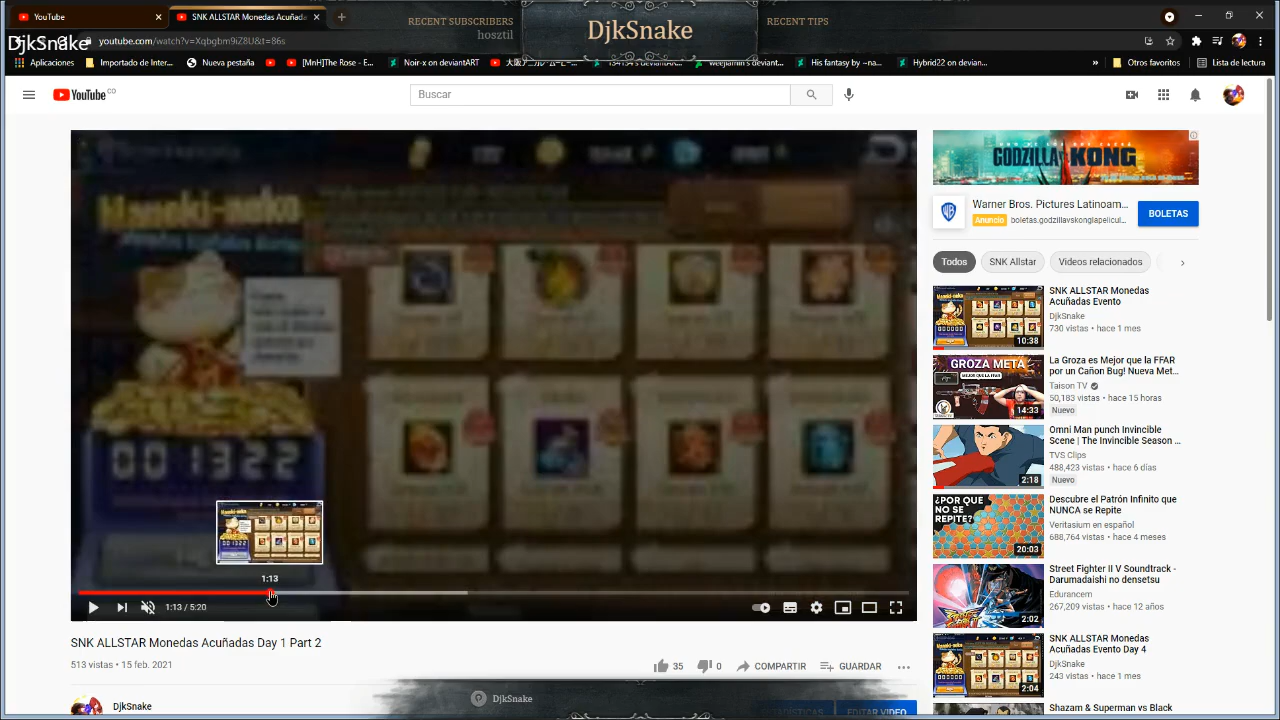 RECENT SUBSCRIBERS
hosztil
DjkSnake
RECENT TIPS
YouTube
SNK ALLSTAR Monedas Acuñada
DjkSnake
youtube.com/watch?v=Xqbgbm9iZ8U&t=86s
Aplicaciones
Importado de Inter...
Nueva pestaña
[MnH]The Rose - E...
Noir-x on deviantART
His fantasy by ~na...
Hybrid22 on devian...
»
Otros favoritos
Lista de lectura
YouTube CO
Buscar
GODZILLA KONG
Warner Bros. Pictures Latinoam...
Anuncio boletas.godzillavskonglapelicul...
BOLETAS
Todos
SNK Allstar
Videos relacionados
SNK ALLSTAR Monedas
Acuñadas Evento
DjkSnake
730 vistas • hace 1 mes
10:38
GROZA META
MEJOR QUE LA FFAR
14:33
La Groza es Mejor que la FFAR
por un Cañon Bug! Nueva Met...
Taison TV
50,183 vistas • hace 15 horas
Nuevo
Omni Man punch Invincible
Scene | The Invincible Season ...
TVS Clips
488,423 vistas • hace 6 días
Nuevo
2:18
¿POR QUE
NO SE
REPITE?
20:03
Descubre el Patrón Infinito que
NUNCA se Repite
Veritasium en español
688,764 vistas • hace 4 meses
Street Fighter II V Soundtrack -
Darumadaishi no densetsu
Edurancern
267,209 vistas • hace 12 años
2:02
SNK ALLSTAR Monedas
Acuñadas Evento Day 4
DjkSnake
243 vistas • hace 1 mes
2:04
Shazam & Superman vs Black
1:13
1:13 / 5:20
SNK ALLSTAR Monedas Acuñadas Day 1 Part 2
513 vistas • 15 feb. 2021
35
0
COMPARTIR
GUARDAR
DjkSnake
DjkSnake
EDITAR VIDEO